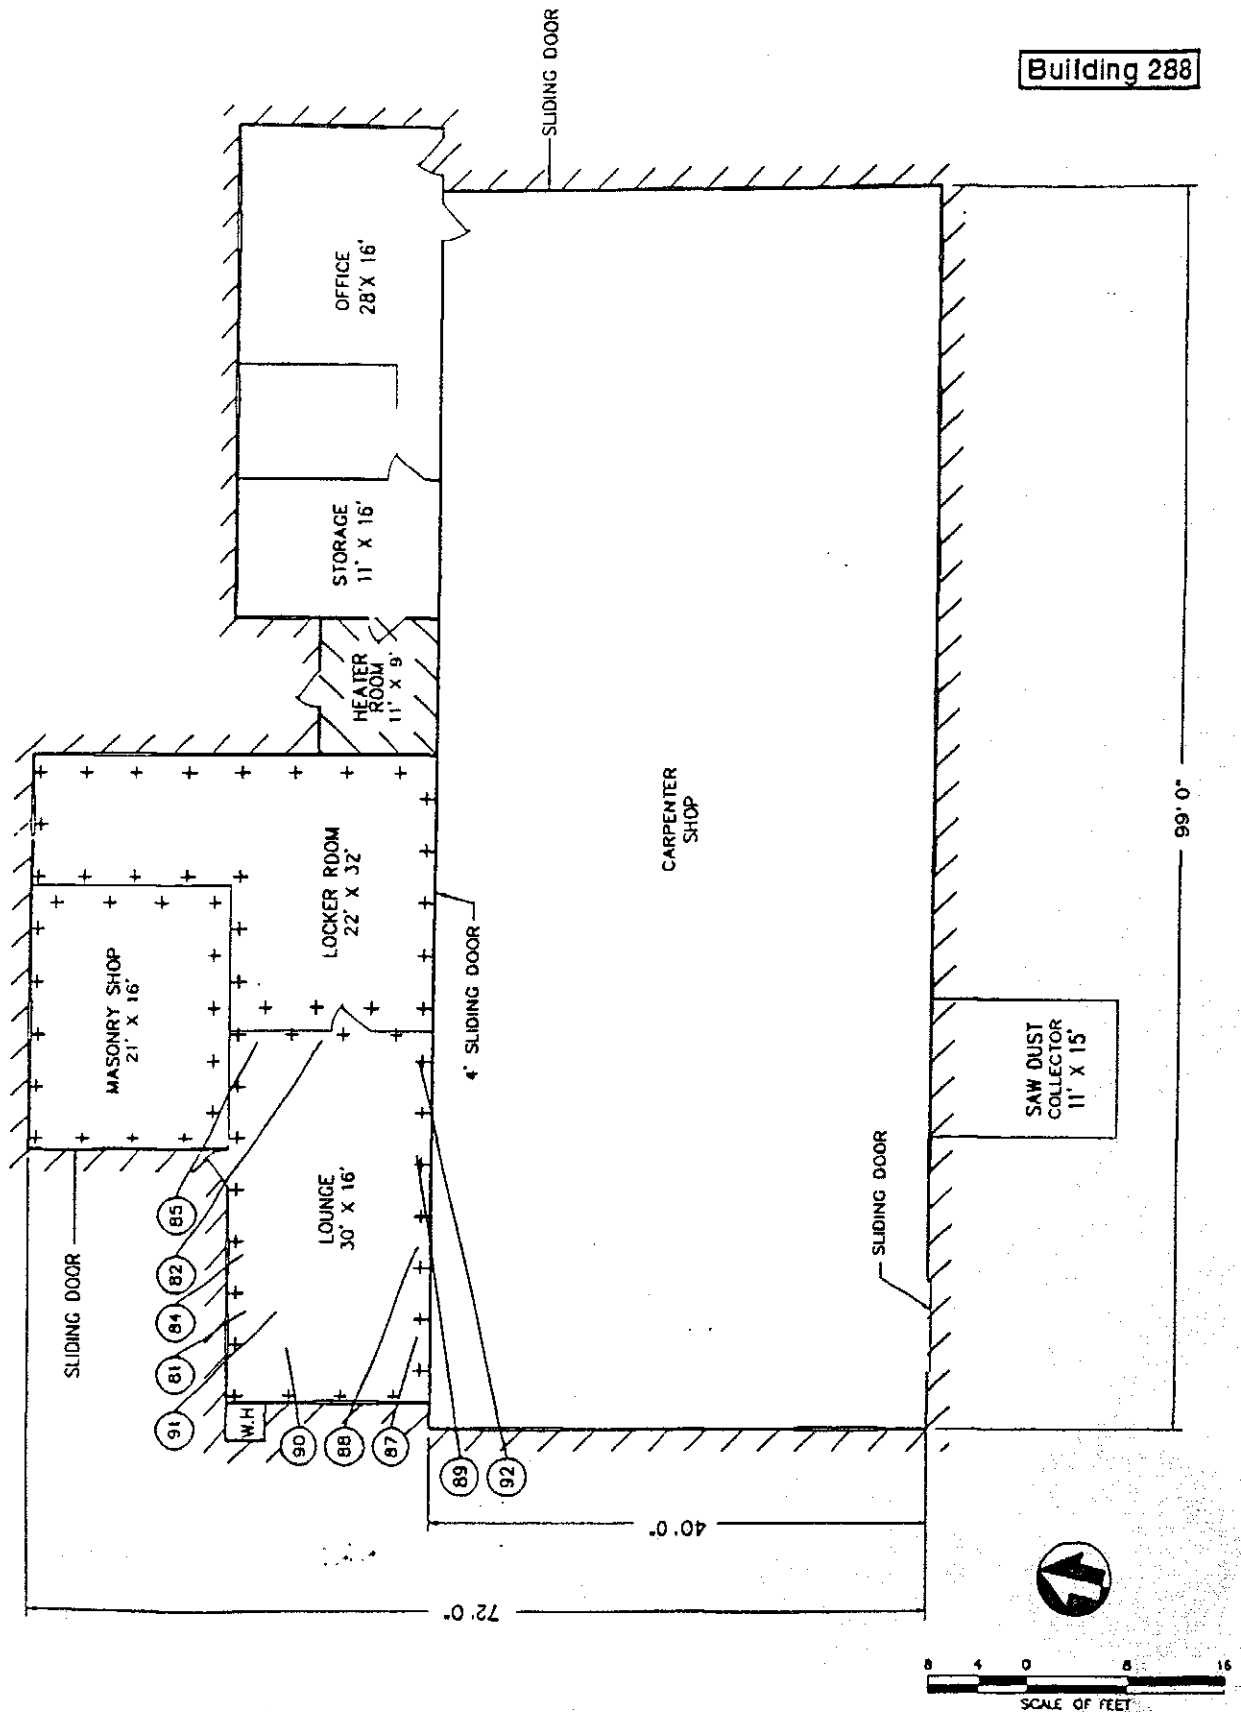 Building 288
SLIDING DOOR
OFFICE
28' X 16'
STORAGE
11' X 16'
HEATER
ROOM
11' X 9'
CARPENTER
SHOP
99' 0"
LOCKER ROOM
22' X 32'
MASONRY SHOP
21' X 16'
4' SLIDING DOOR
SAW DUST
COLLECTOR
11' X 15'
LOUNGE
30' X 16'
SLIDING DOOR
SLIDING DOOR
85
82
84
81
91
W.H
90
88
87
89
92
40'0"
72'0"
8 4 0 8 16
SCALE OF FEET